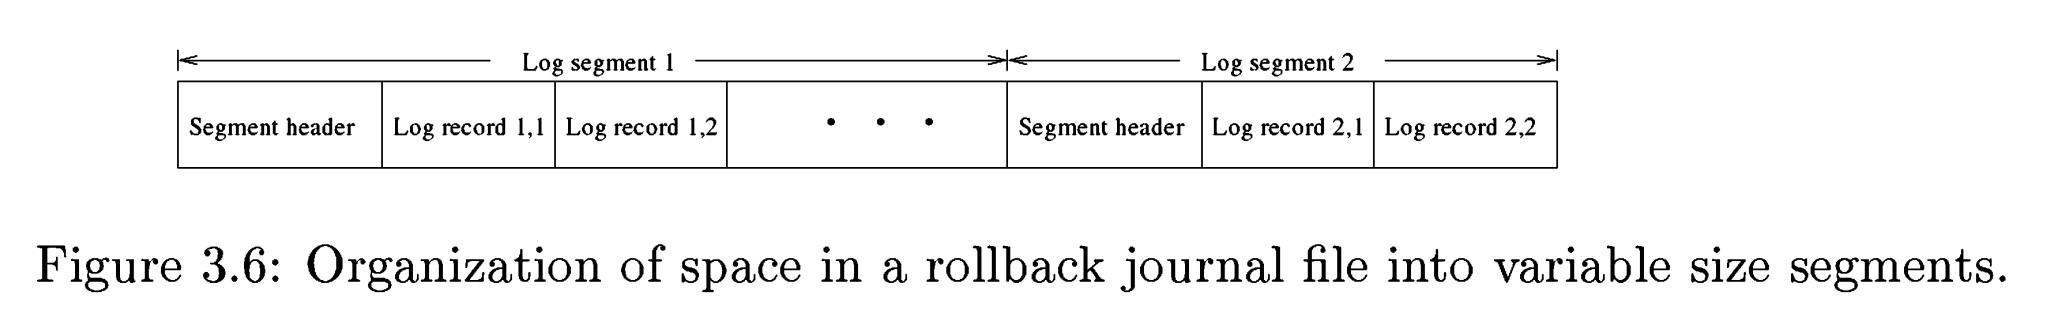 Log segment 1 Log segment 2
Segment header Log record 1,1 Log record 1,2 • • • Segment header Log record 2,1 Log record 2,2
Figure 3.6: Organization of space in a rollback journal file into variable size segments.